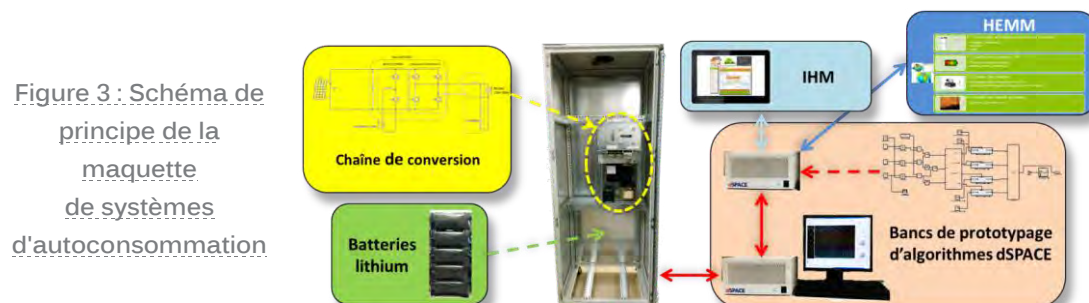 Figure 3 : Schéma de
principe de la
maquette
de systèmes
d'autoconsommation
Chaîne de conversion
Batteries
lithium
IHM
HEMM
dSPACE
Bancs de prototypage
d'algorithmes dSPACE
dSPACE